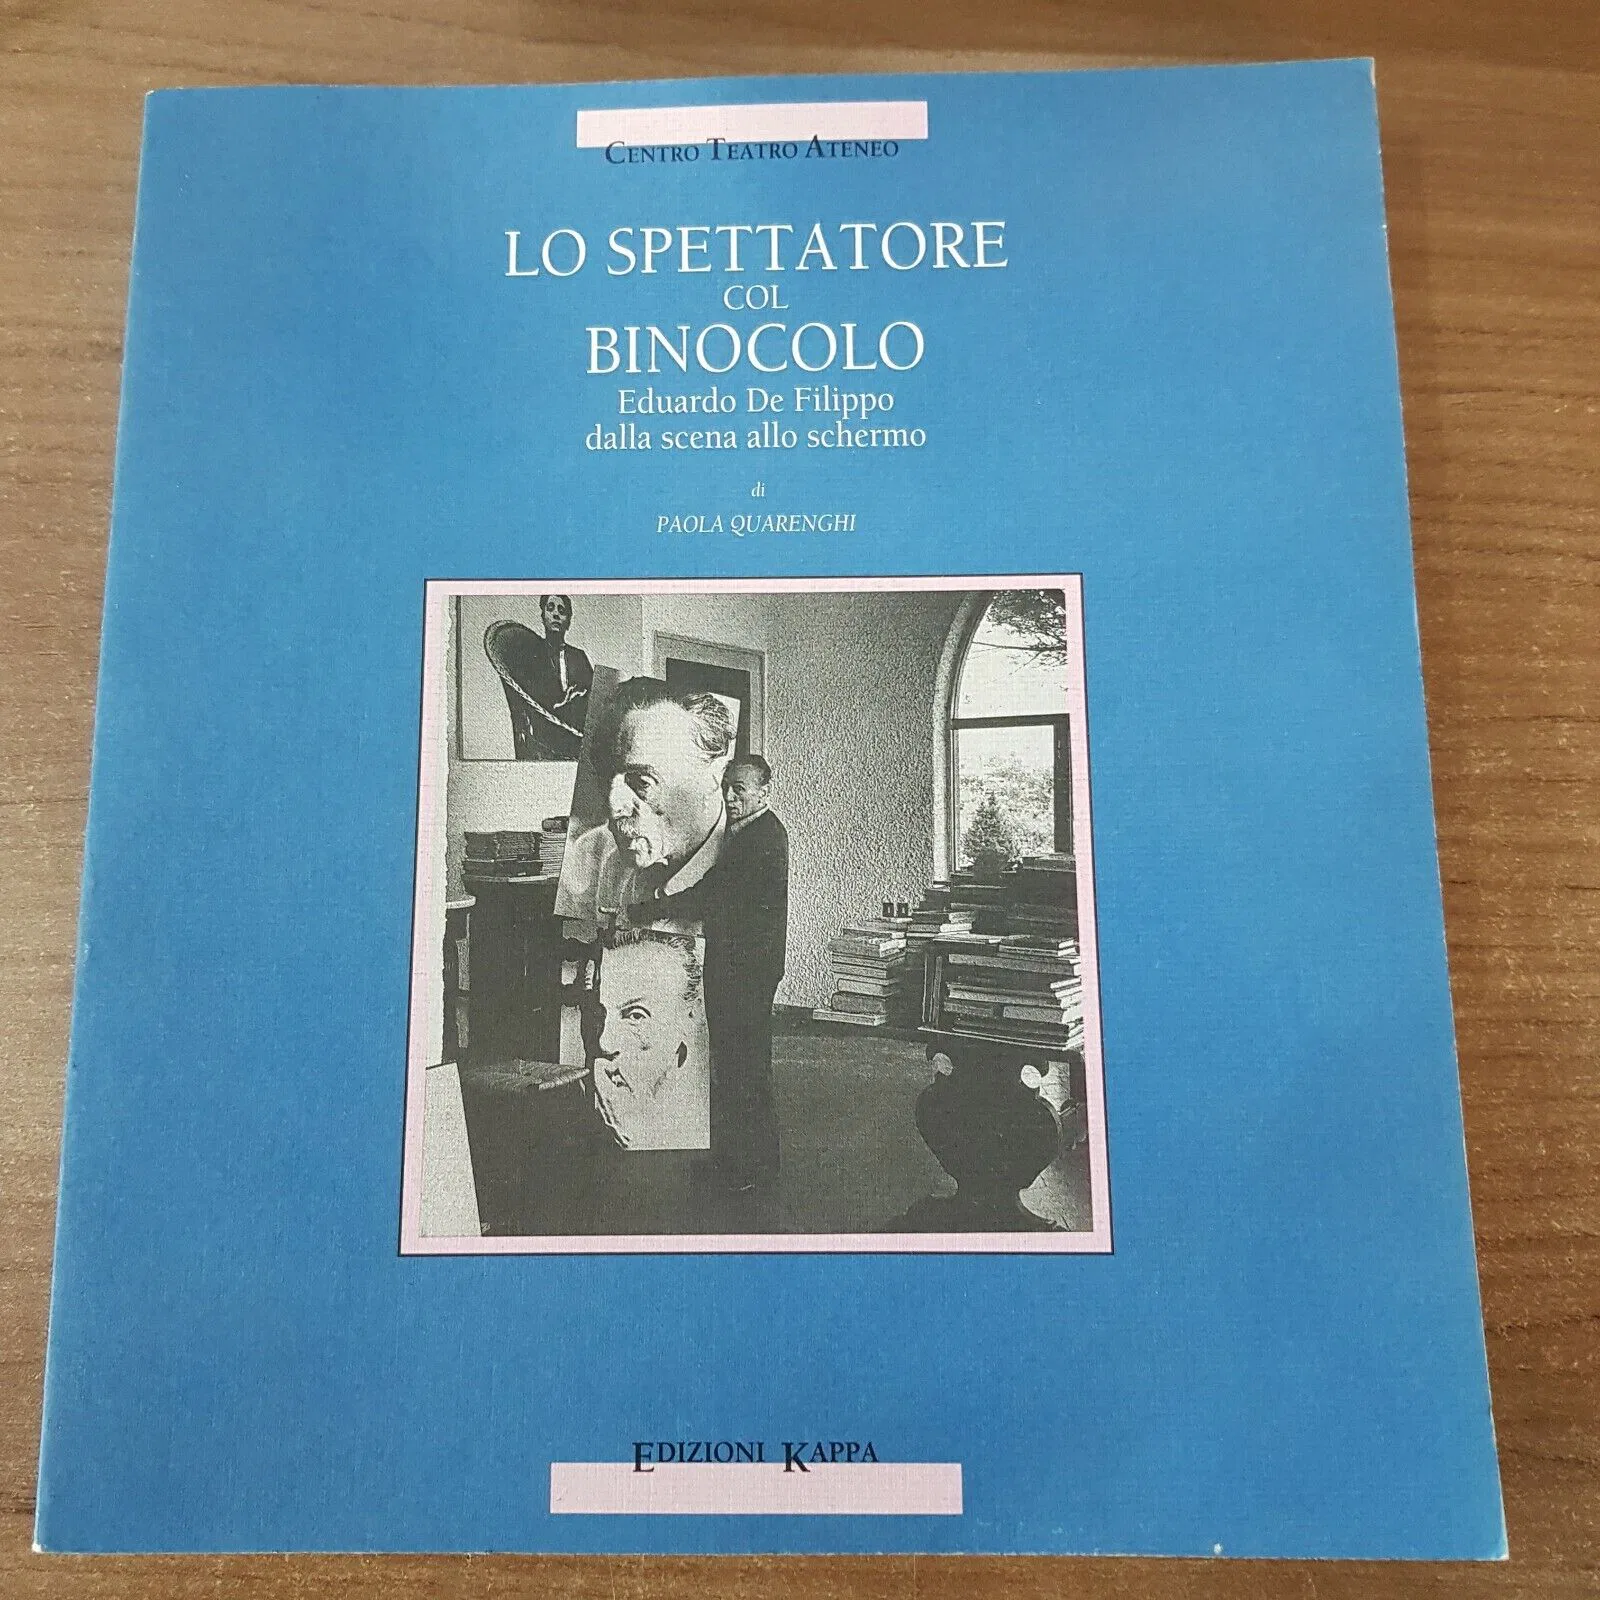 CENTRO TEATRO ATENEO
LO SPETTATORE
COL
BINOCOLO
Eduardo De Filippo
dalla scena allo schermo
di
PAOLA QUARENGHI
EDIZIONI KAPPA